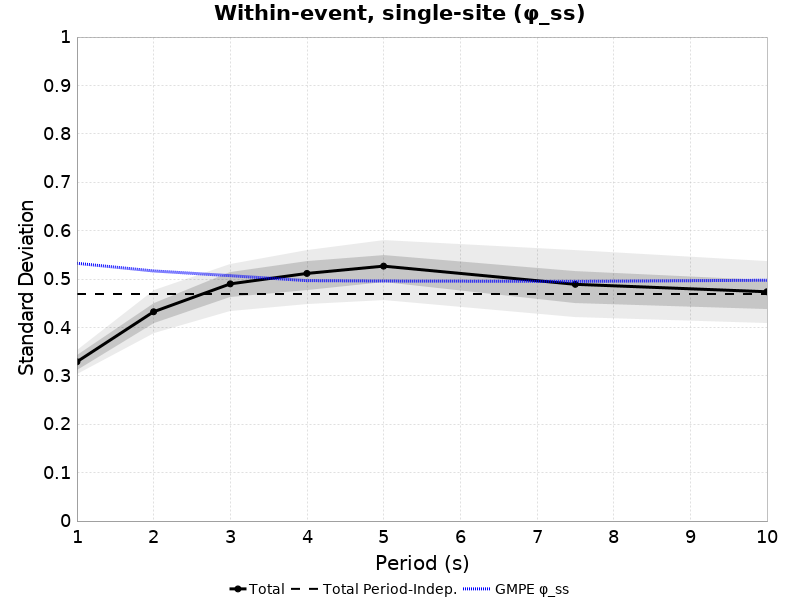 Within-event, single-site (φ_ss)
Standard Deviation
1
0.9
0.8
0.7
0.6
0.5
0.4
0.3
0.2
0.1
0
1 2 3 4 5 6 7 8 9 10
Period (s)
Total Total Period-Indep. GMPE φ_ss